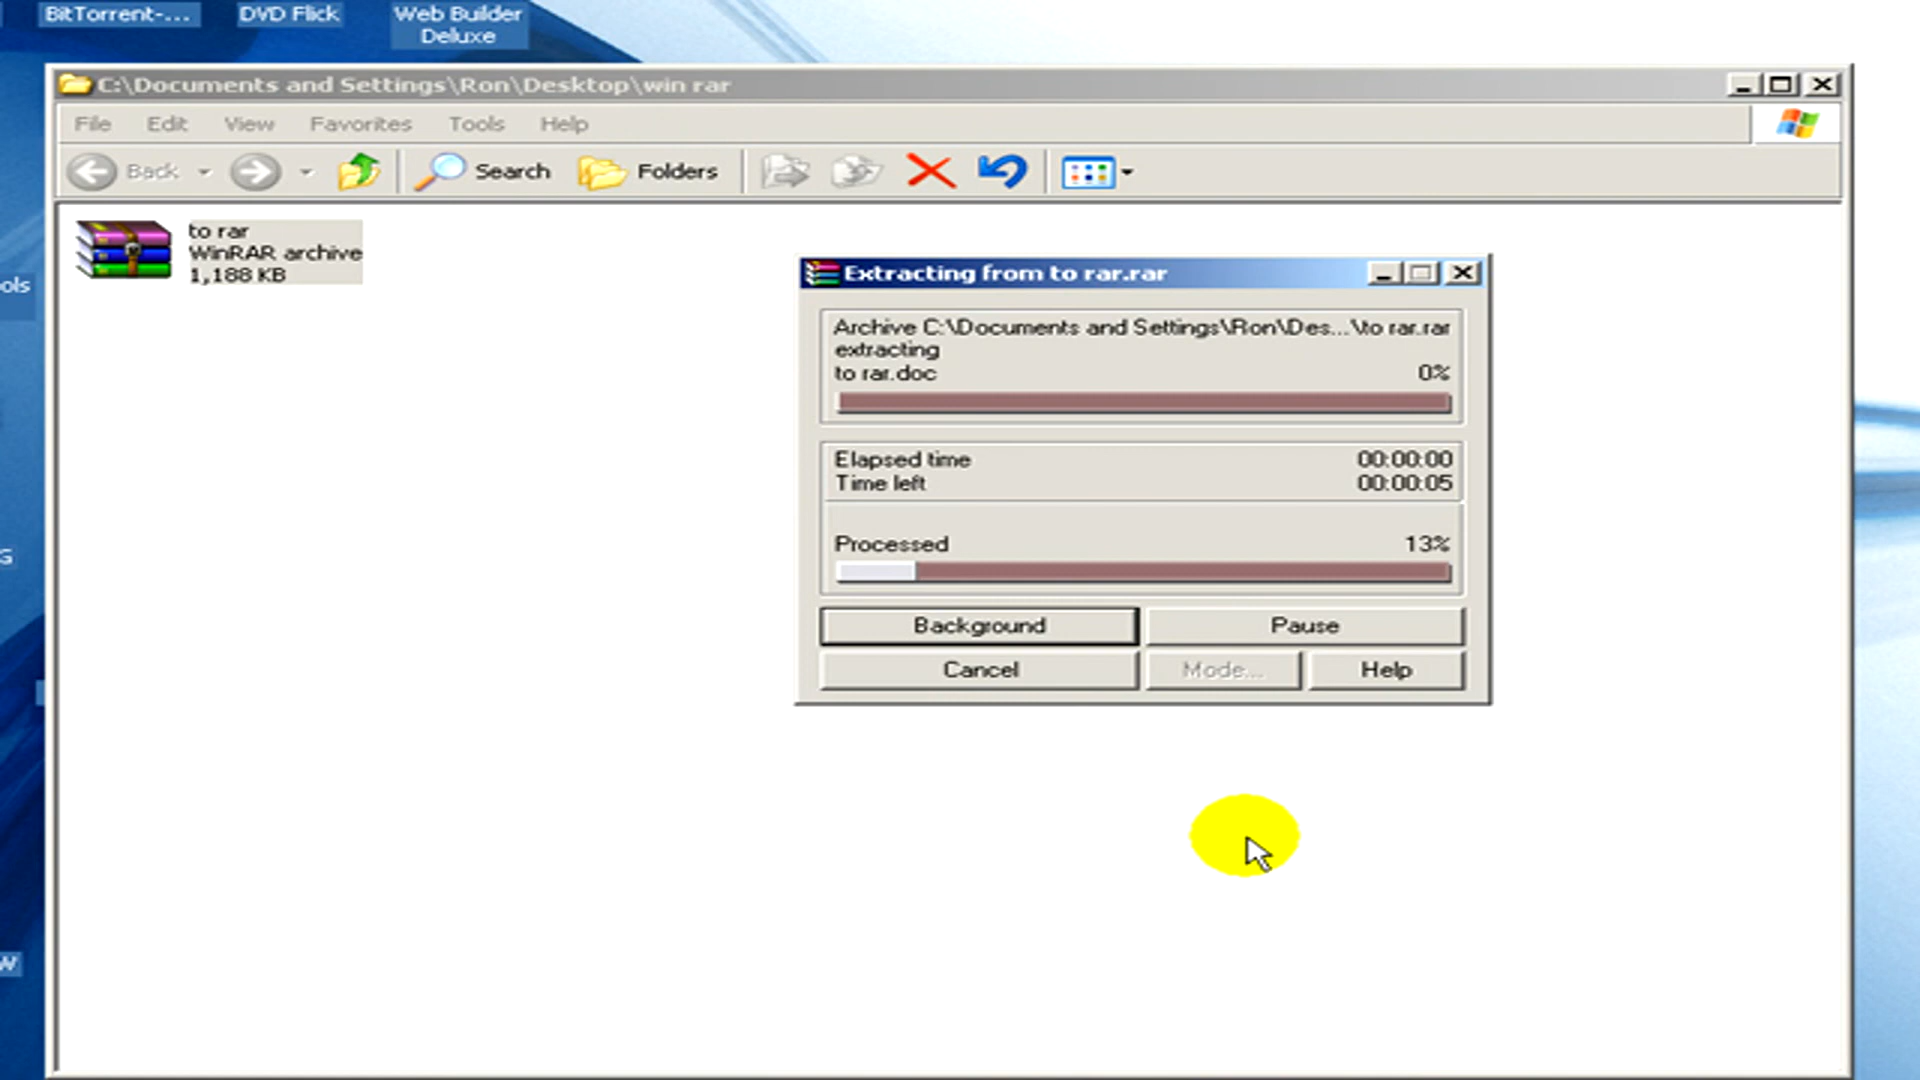 BitTorrent-...
DVD Flick
Web Builder
Deluxe
C:\Documents and Settings\Ron\Desktop\win rar
File Edit View Favorites Tools Help
Back Search Folders
to rar
WinRAR archive
1,188 KB
ols
G
W
Extracting from to rar.rar
Archive C:\Documents and Settings\Ron\Des...\to rar.rar
extracting
to rar.doc 0%
Elapsed time 00:00:00
Time left 00:00:05
Processed 13%
Background Pause
Cancel Mode... Help